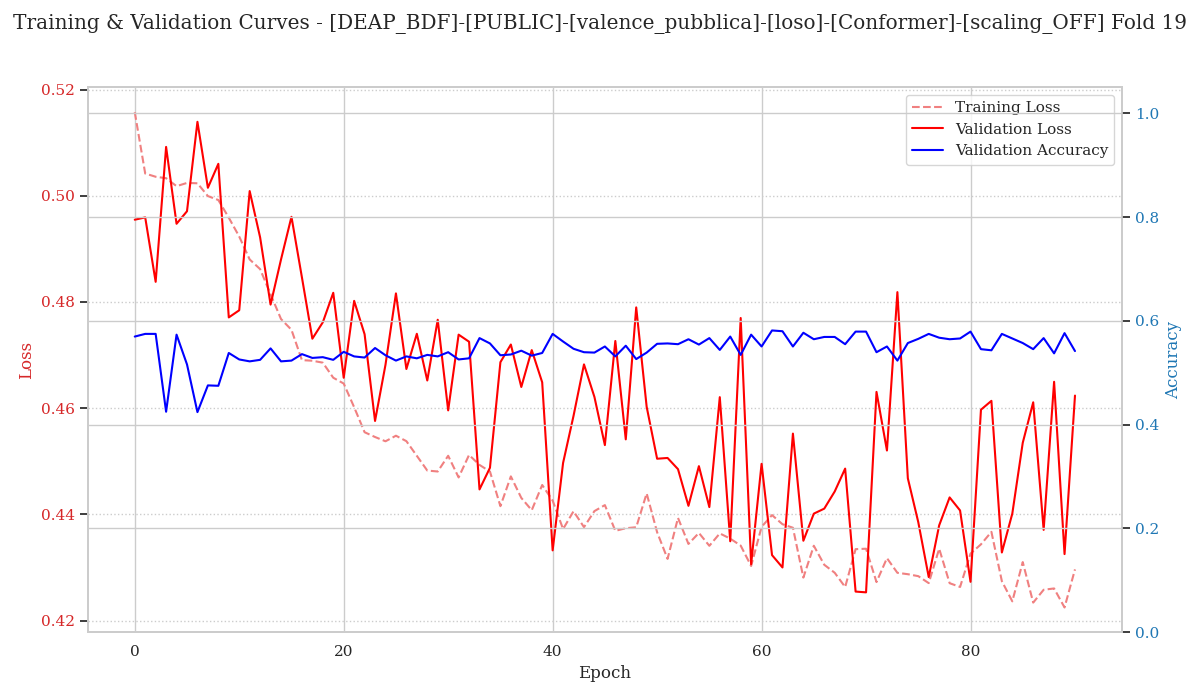 Training & Validation Curves - [DEAP_BDF]-[PUBLIC]-[valence_pubblica]-[loso]-[Conformer]-[scaling_OFF] Fold 19
Training Loss
Validation Loss
Validation Accuracy
0.52
0.50
0.48
0.46
0.44
0.42
Loss
1.0
0.8
0.6
0.4
0.2
0.0
Accuracy
0
20
40
60
80
Epoch